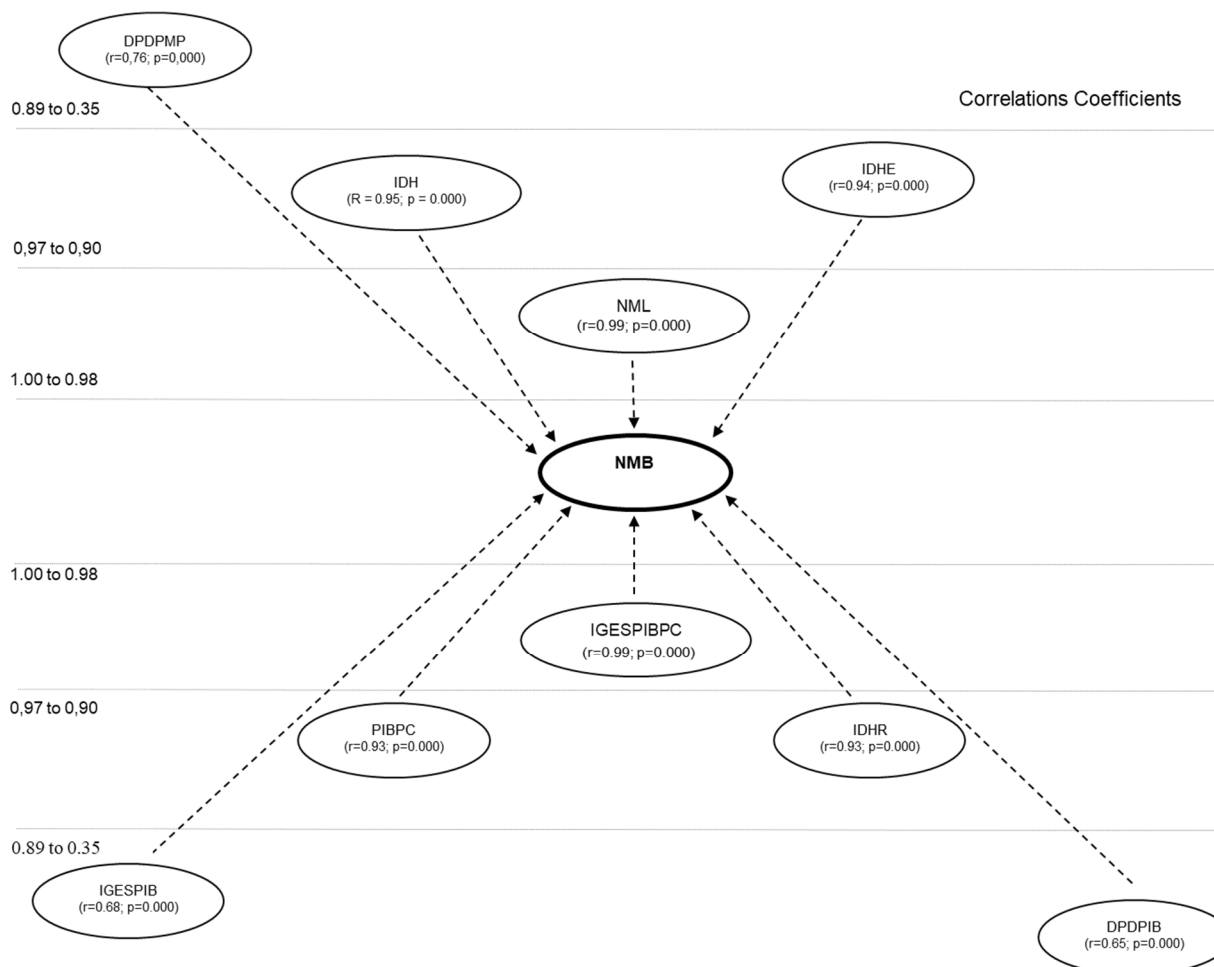 DPDPMP
(r=0,76; p=0,000)
Correlations Coefficients
0.89 to 0.35
IDH
(R = 0.95; p = 0.000)
IDHE
(r=0.94; p=0.000)
0,97 to 0,90
NML
(r=0.99; p=0.000)
1.00 to 0.98
NMB
1.00 to 0.98
IGESPIBPC
(r=0.99; p=0.000)
0,97 to 0,90
PIBPC
(r=0.93; p=0.000)
IDHR
(r=0.93; p=0.000)
0.89 to 0.35
IGESPIB
(r=0.68; p=0.000)
DPDPIB
(r=0.65; p=0.000)